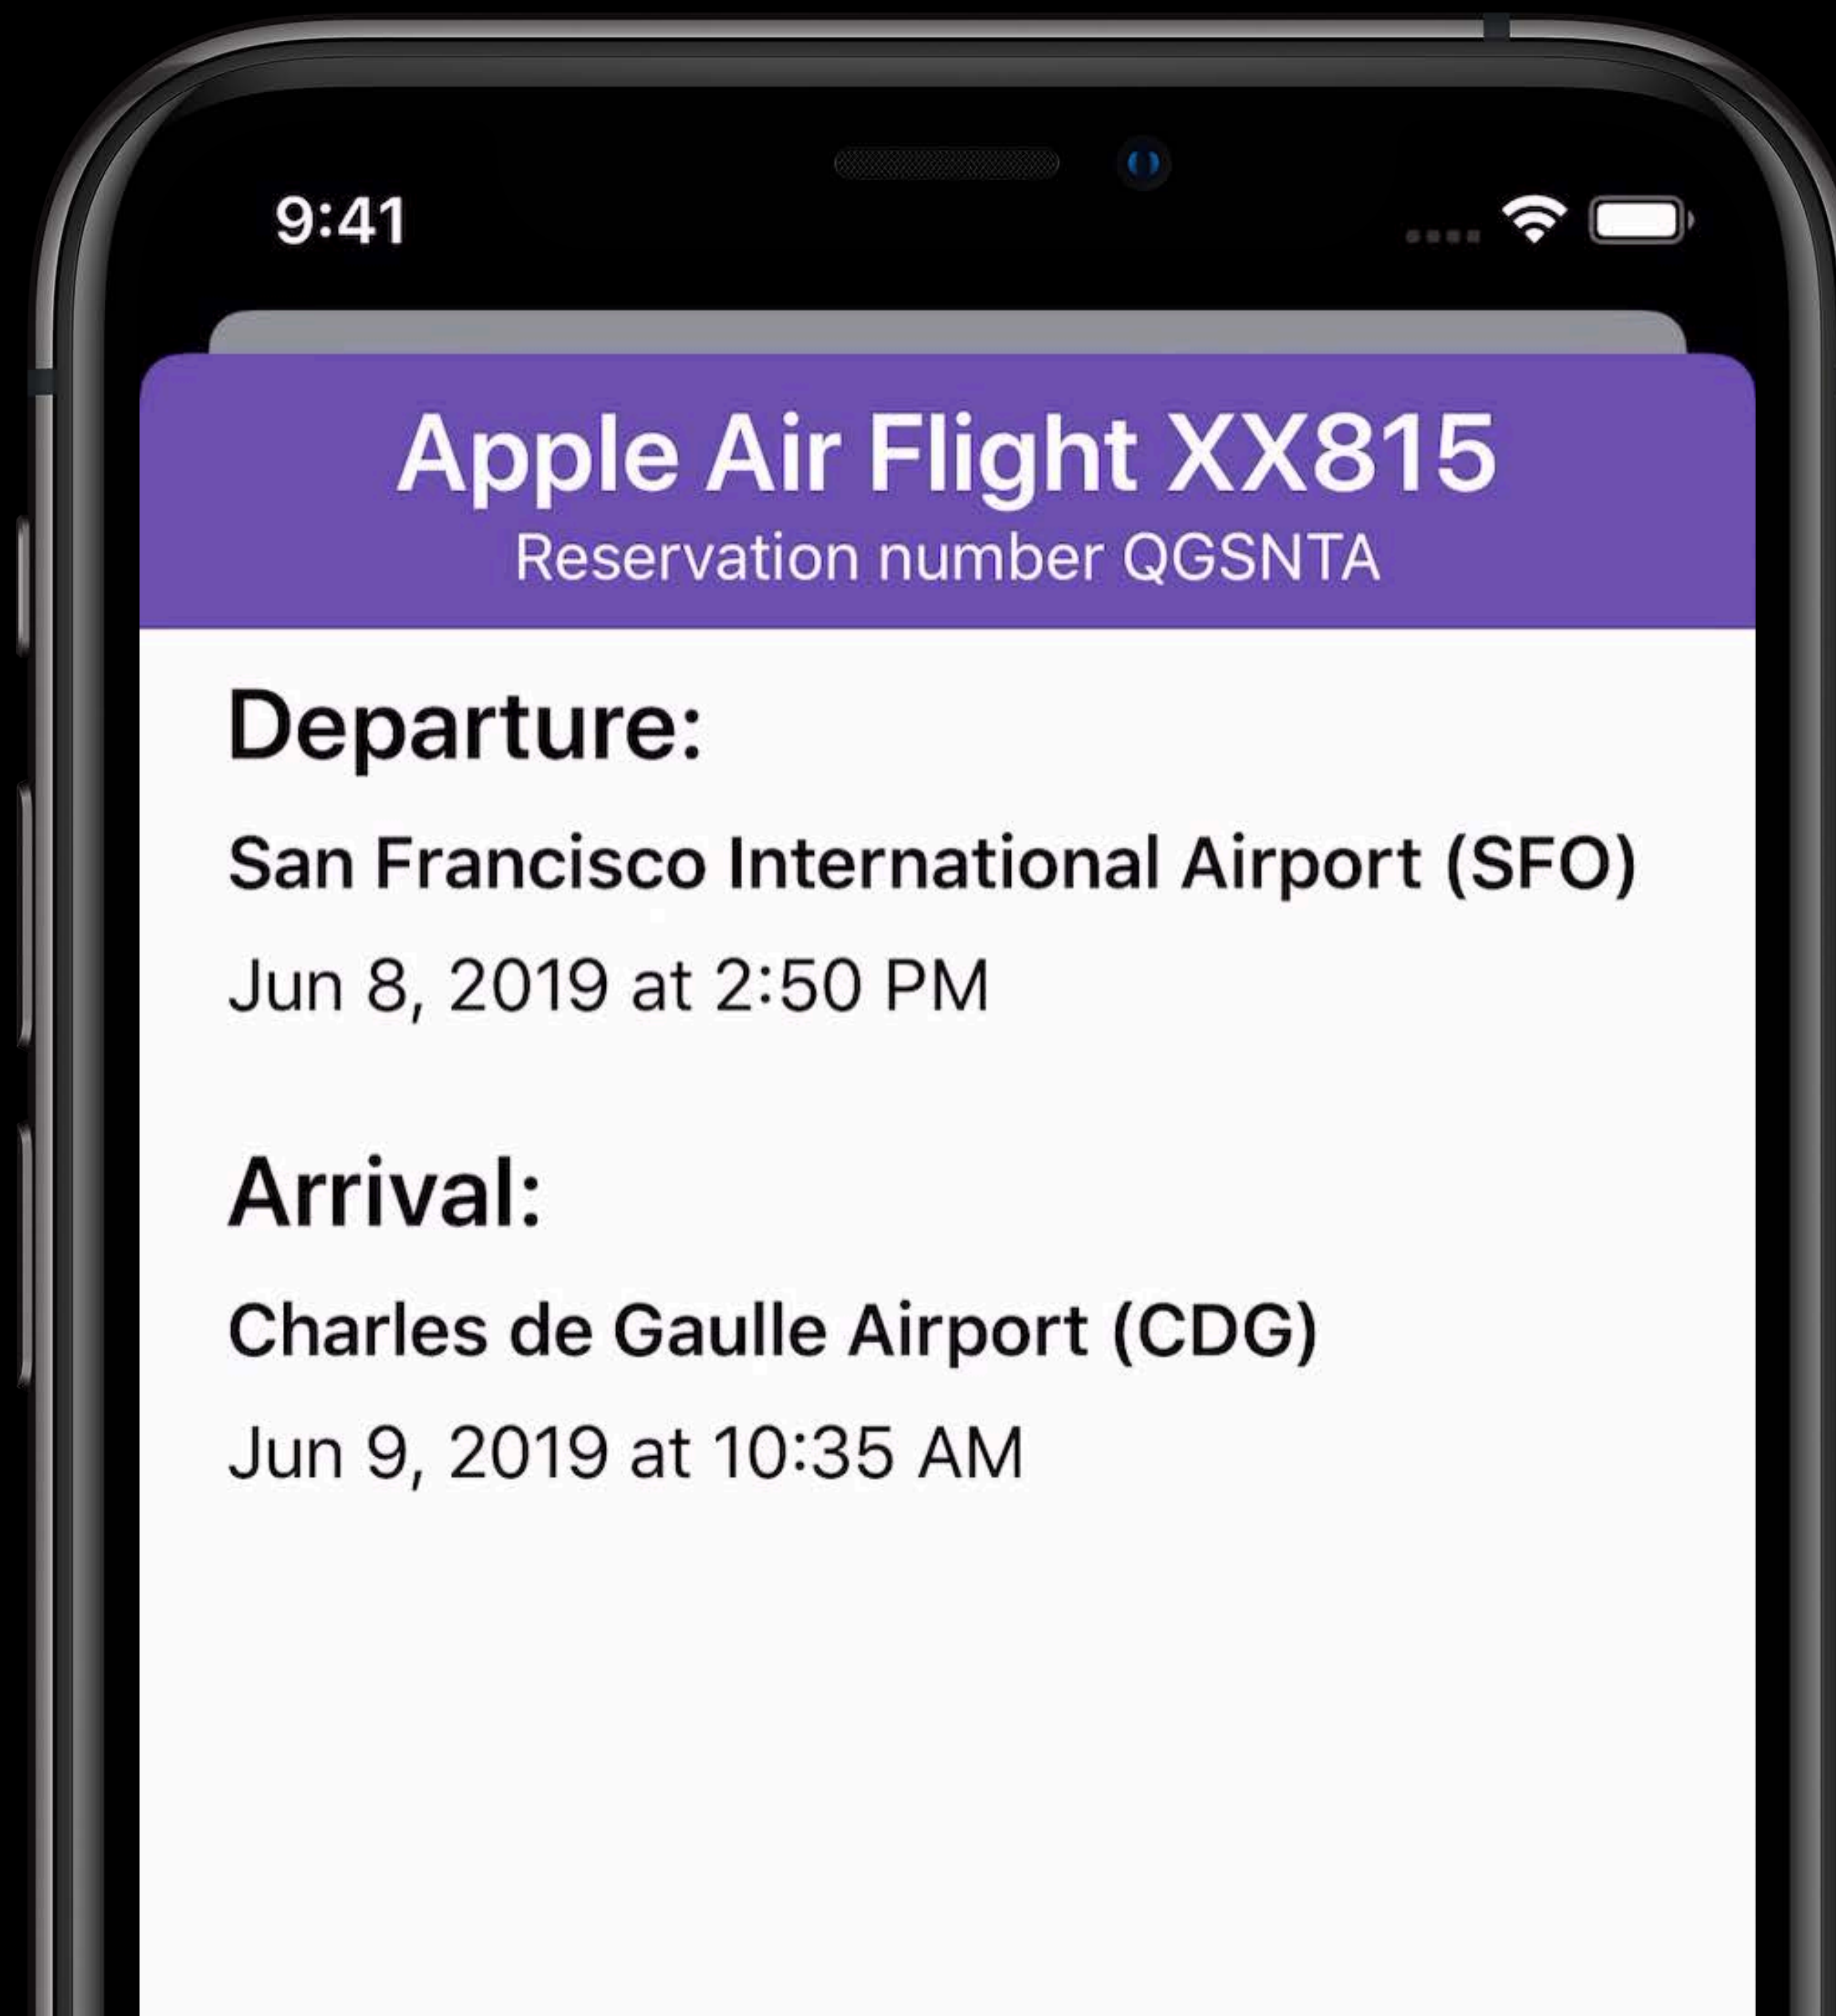 9:41
Apple Air Flight XX815
Reservation number QGSNTA
Departure:
San Francisco International Airport (SFO)
Jun 8, 2019 at 2:50 PM
Arrival:
Charles de Gaulle Airport (CDG)
Jun 9, 2019 at 10:35 AM